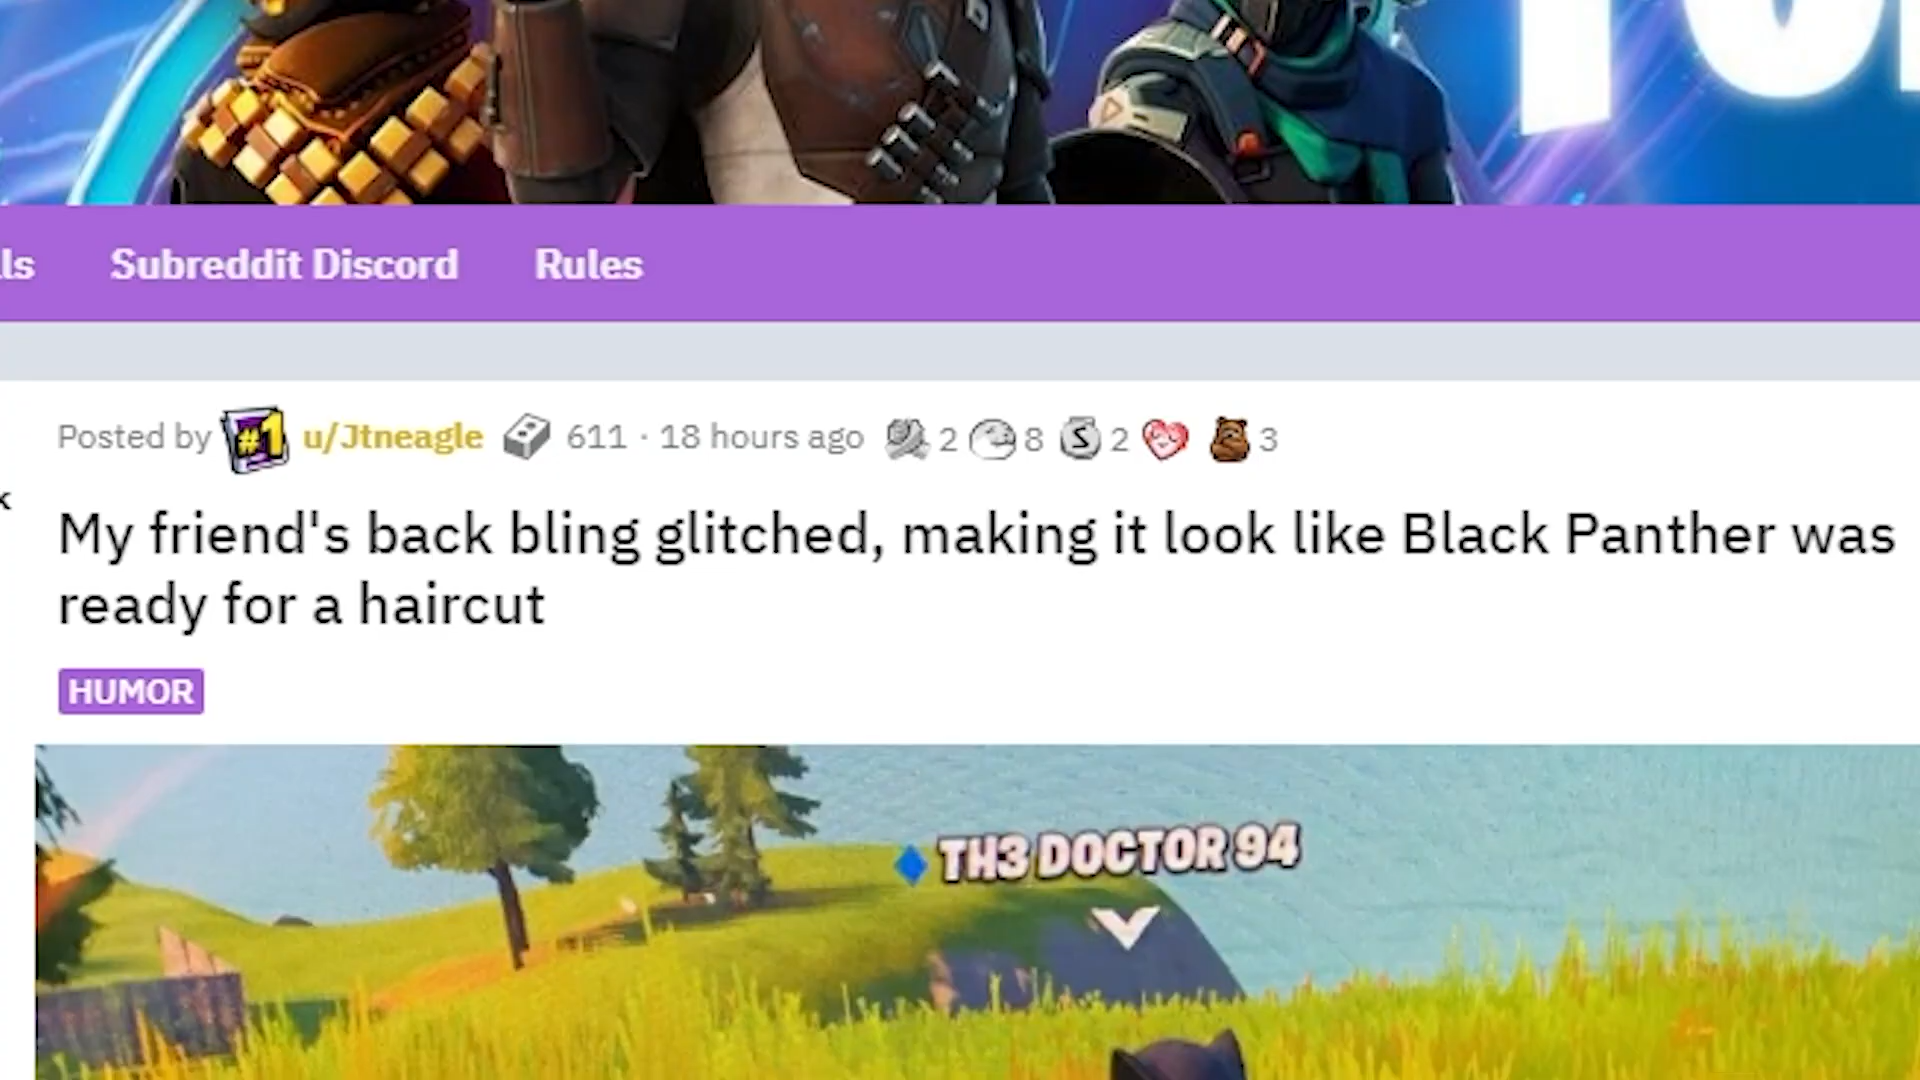 ls Subreddit Discord Rules
Posted by #1 u/Jtneagle 611 · 18 hours ago 2 8 S 2 3
My friend's back bling glitched, making it look like Black Panther was
ready for a haircut
HUMOR
TH3 DOCTOR 94